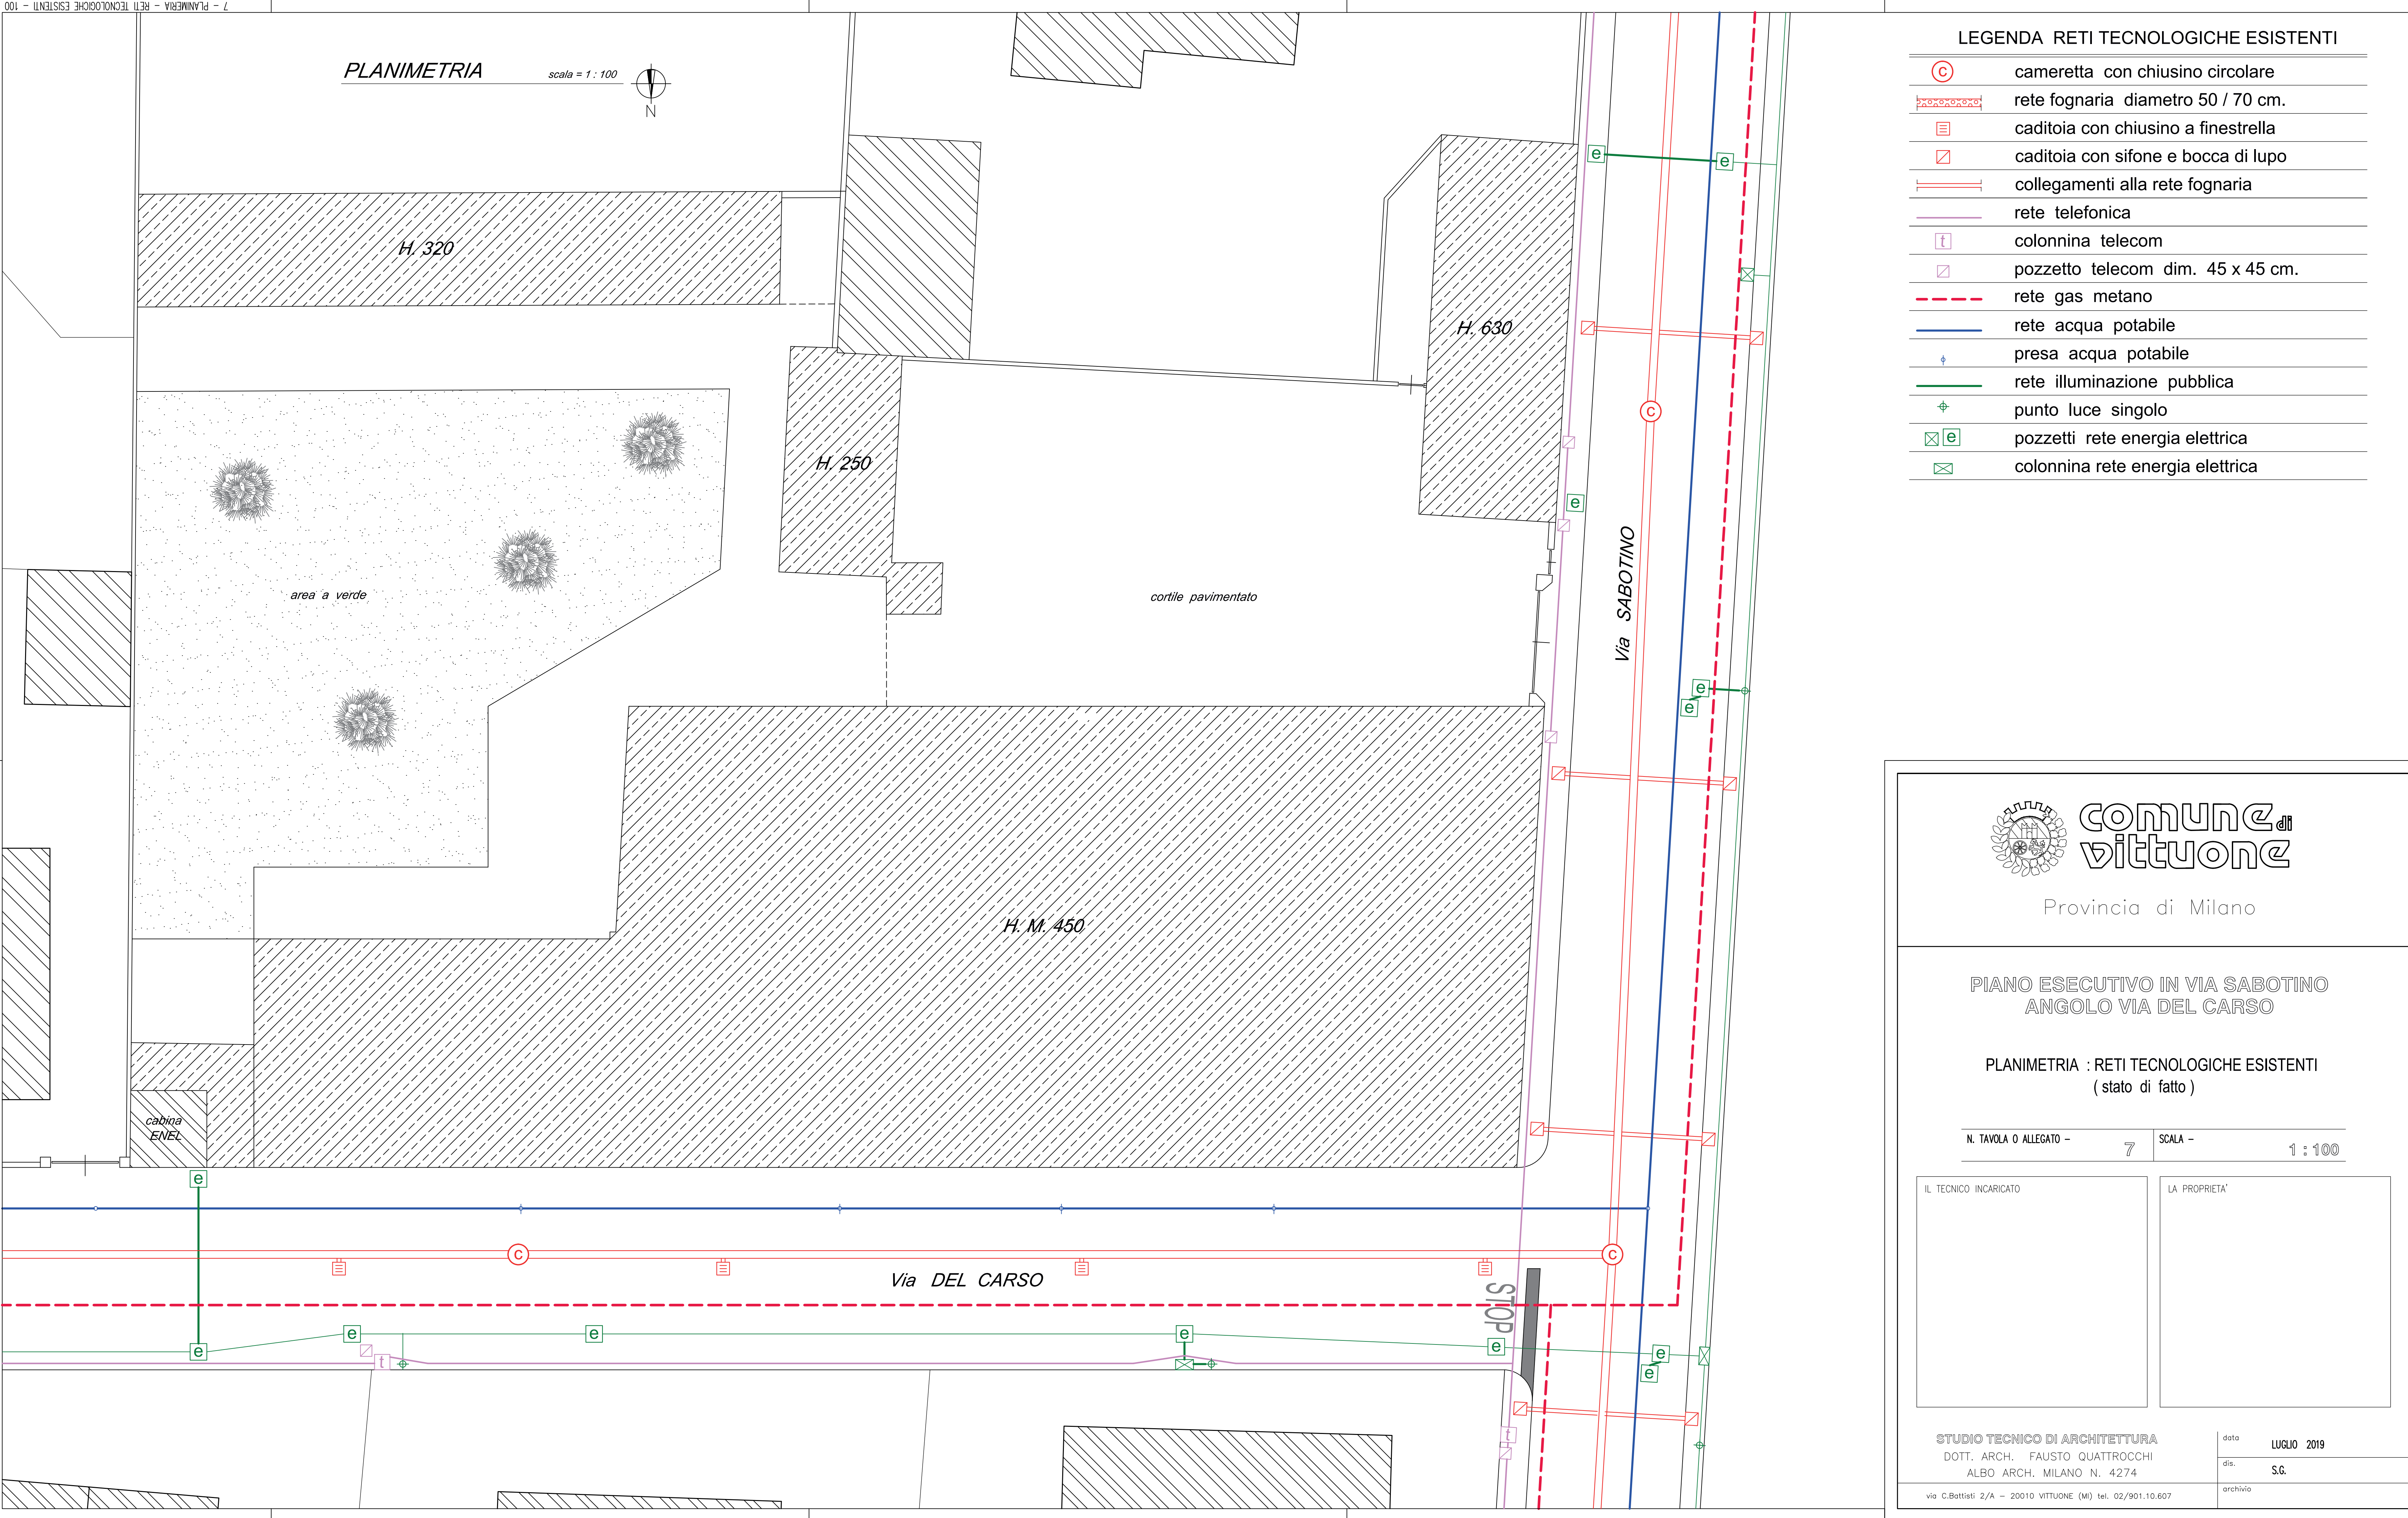 7 - PLANIMERIA - RETI TECNOLOGICHE ESISTENTI - 100
PLANIMETRIA
scala = 1 : 100
N
LEGENDA RETI TECNOLOGICHE ESISTENTI
C cameretta con chiusino circolare
rete fognaria diametro 50 / 70 cm.
caditoia con chiusino a finestrella
caditoia con sifone e bocca di lupo
collegamenti alla rete fognaria
rete telefonica
t colonnina telecom
pozzetto telecom dim. 45 x 45 cm.
rete gas metano
rete acqua potabile
presa acqua potabile
rete illuminazione pubblica
punto luce singolo
e pozzetti rete energia elettrica
colonnina rete energia elettrica
H. 320
H. 630
H. 250
area a verde
cortile pavimentato
Via SABOTINO
H. M. 450
cabina
ENEL
Via DEL CARSO
STOP
e
e
e
e
e
e
e
e
e
e
e
e
e
e
C
C
C
t
t
comune di
vittuone
Provincia di Milano
PIANO ESECUTIVO IN VIA SABOTINO
ANGOLO VIA DEL CARSO
PLANIMETRIA : RETI TECNOLOGICHE ESISTENTI
( stato di fatto )
N. TAVOLA O ALLEGATO - 7
SCALA - 1 : 100
IL TECNICO INCARICATO
LA PROPRIETA'
STUDIO TECNICO DI ARCHITETTURA
DOTT. ARCH. FAUSTO QUATTROCCHI
ALBO ARCH. MILANO N. 4274
via C.Battisti 2/A - 20010 VITTUONE (MI) tel. 02/901.10.607
data LUGLIO 2019
dis. S.G.
archivio